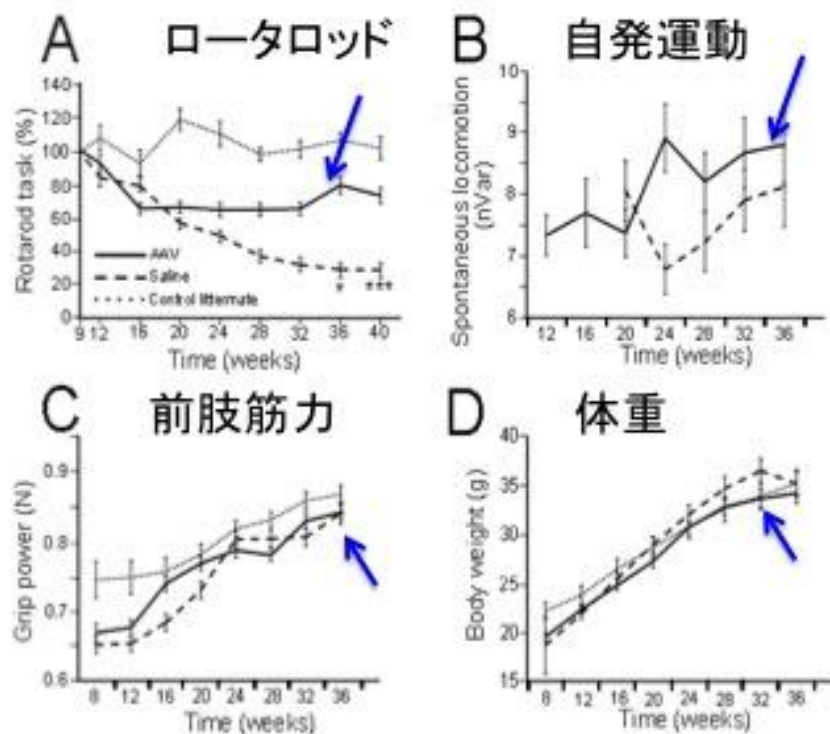 A ロータロッド
Rotarod task (%)
140
120
100
80
60
40
20
0
AAV
Saline
Control littermate
*
***
9 12 16 20 24 28 32 36 40
Time (weeks)
B 自発運動
Spontaneous locomotion
(nVar)
10
9
8
7
6
12 16 20 24 28 32 36
Time (weeks)
C 前肢筋力
Grip power (N)
0.9
0.8
0.7
0.6
8 12 16 20 24 28 32 36
Time (weeks)
D 体重
Body weight (g)
40
35
30
25
20
15
8 12 16 20 24 28 32 36
Time (weeks)